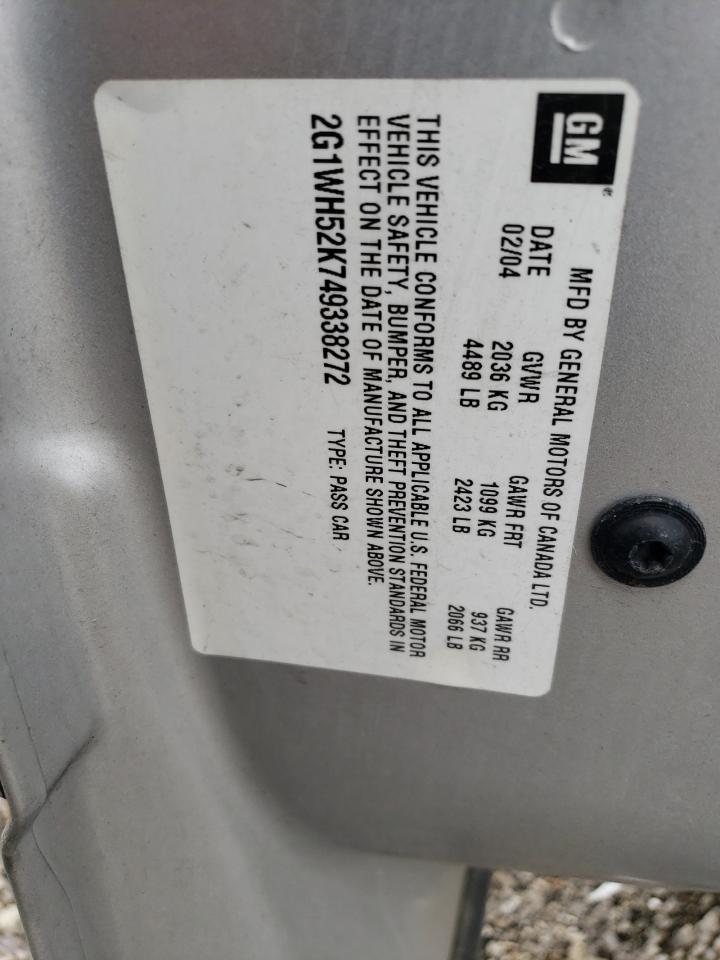 GM
MFD BY GENERAL MOTORS OF CANADA LTD.
DATE GVWR GAWR FRT GAWR RR
02/04 2036 KG 1099 KG 937 KG
4489 LB 2423 LB 2066 LB
THIS VEHICLE CONFORMS TO ALL APPLICABLE U.S. FEDERAL MOTOR
VEHICLE SAFETY, BUMPER, AND THEFT PREVENTION STANDARDS IN
EFFECT ON THE DATE OF MANUFACTURE SHOWN ABOVE.
2G1WH52K749338272 TYPE: PASS CAR